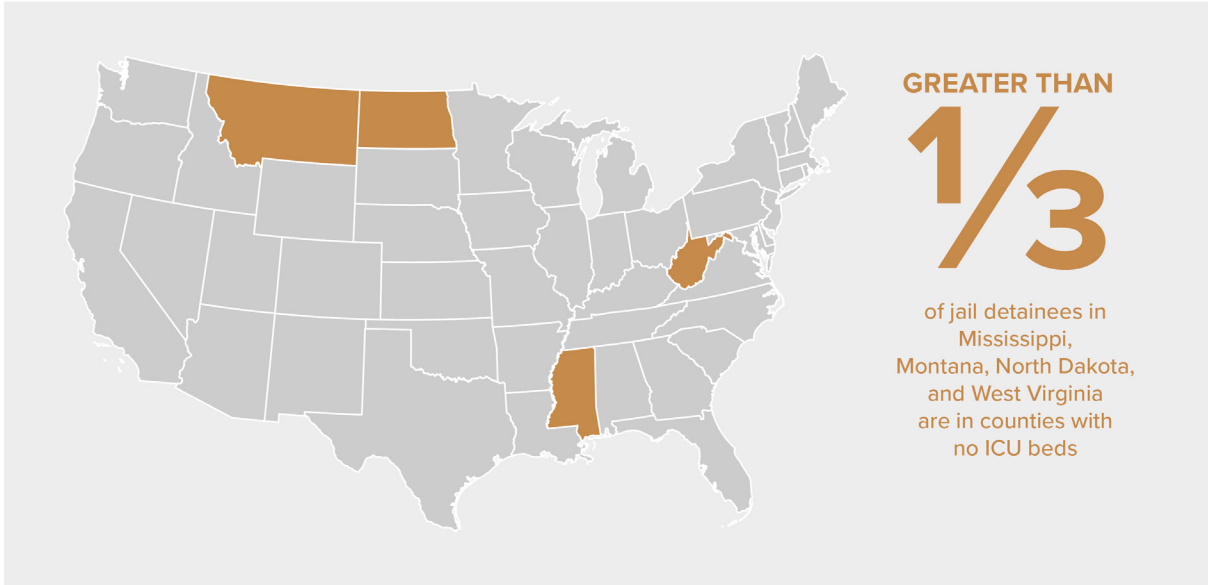 GREATER THAN
1/3
of jail detainees in
Mississippi,
Montana, North Dakota,
and West Virginia
are in counties with
no ICU beds